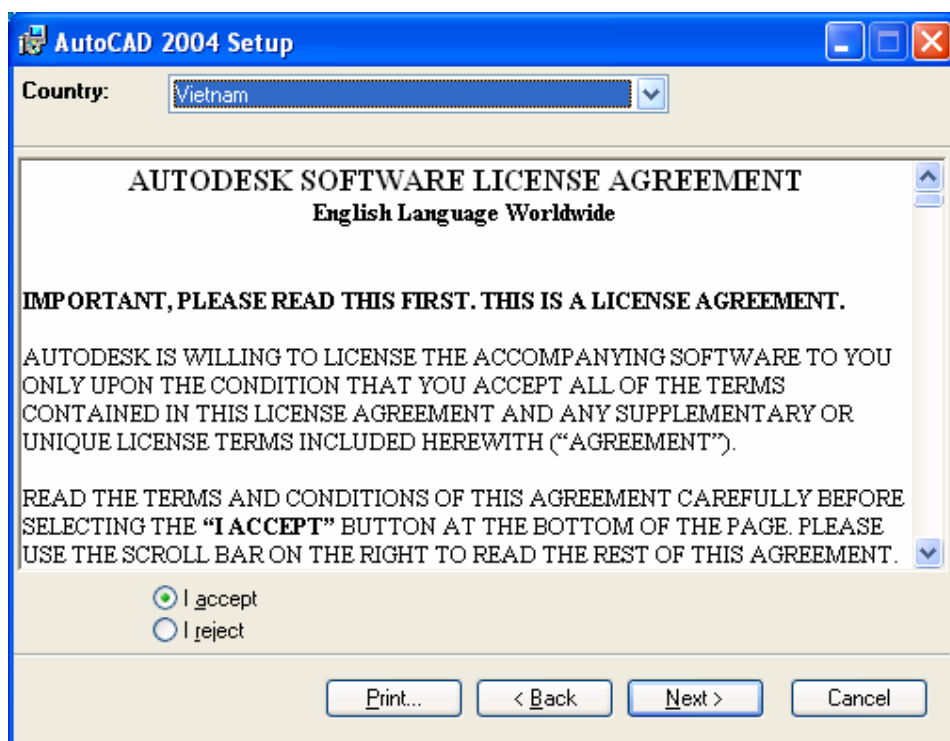 AutoCAD 2004 Setup
Country: Vietnam
AUTODESK SOFTWARE LICENSE AGREEMENT
English Language Worldwide
IMPORTANT, PLEASE READ THIS FIRST. THIS IS A LICENSE AGREEMENT.
AUTODESK IS WILLING TO LICENSE THE ACCOMPANYING SOFTWARE TO YOU
ONLY UPON THE CONDITION THAT YOU ACCEPT ALL OF THE TERMS
CONTAINED IN THIS LICENSE AGREEMENT AND ANY SUPPLEMENTARY OR
UNIQUE LICENSE TERMS INCLUDED HEREWITH (“AGREEMENT”).
READ THE TERMS AND CONDITIONS OF THIS AGREEMENT CAREFULLY BEFORE
SELECTING THE “I ACCEPT” BUTTON AT THE BOTTOM OF THE PAGE. PLEASE
USE THE SCROLL BAR ON THE RIGHT TO READ THE REST OF THIS AGREEMENT.
I accept
I reject
Print... < Back Next > Cancel